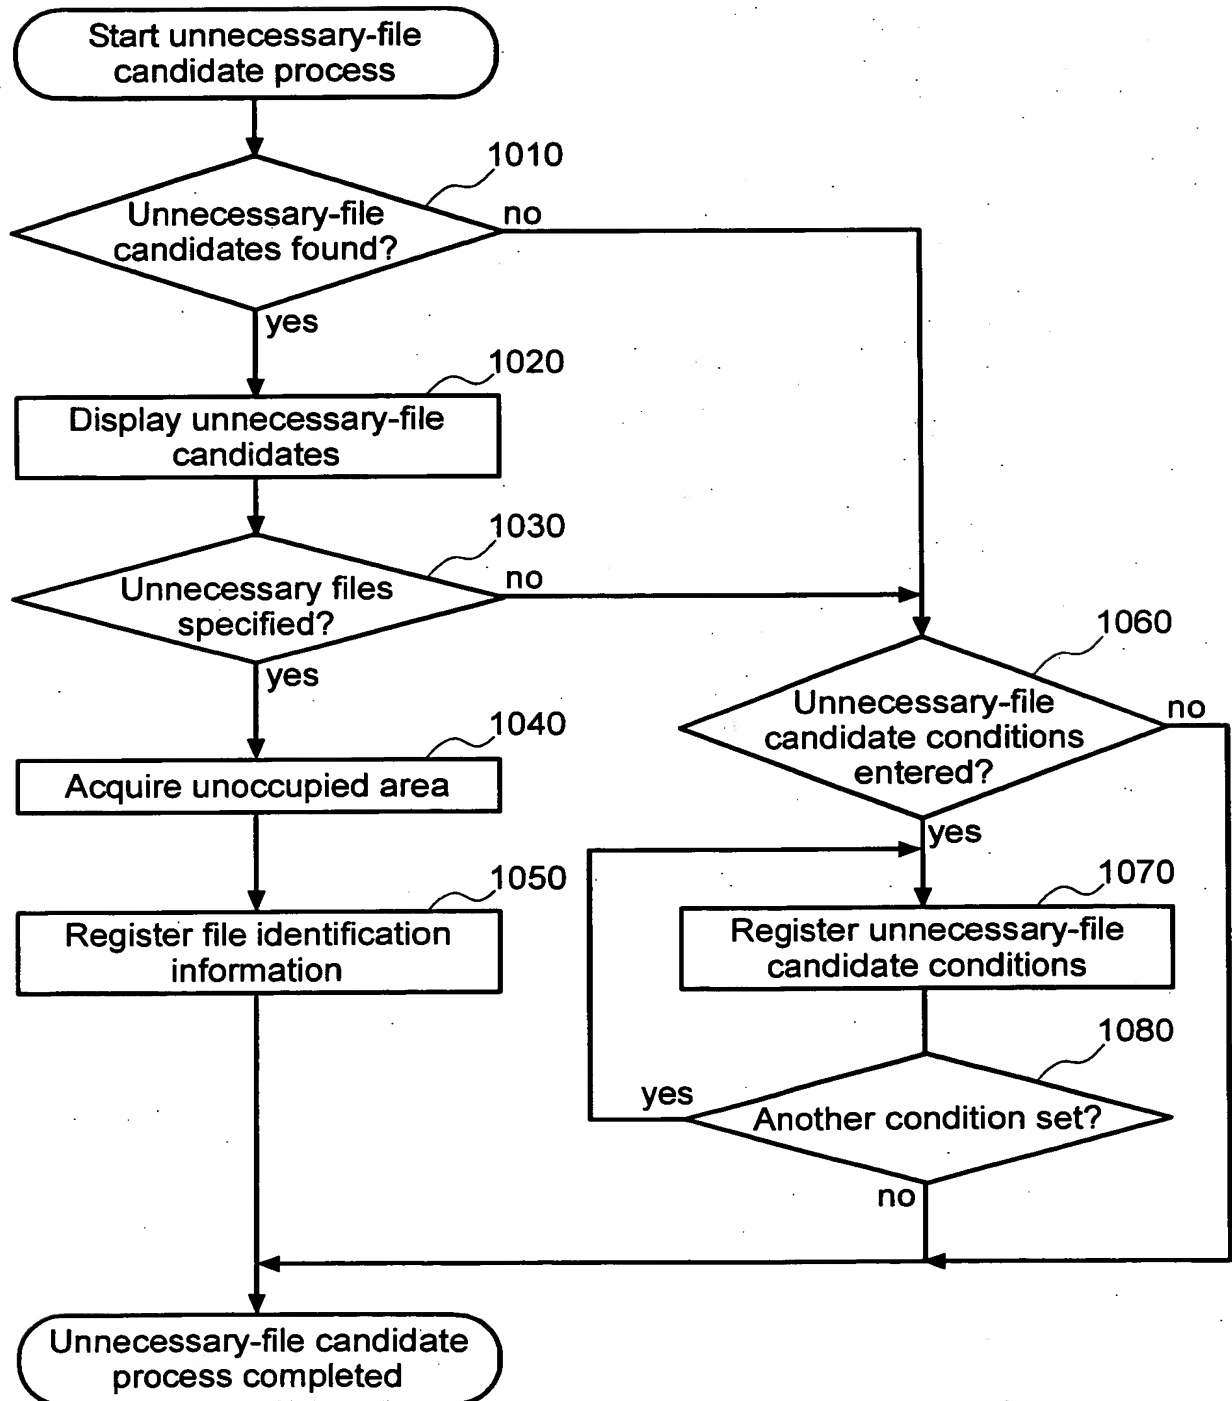 Start unnecessary-file
candidate process
1010
Unnecessary-file
candidates found?
no
yes
1020
Display unnecessary-file
candidates
1030
Unnecessary files
specified?
no
yes
1040
Acquire unoccupied area
1050
Register file identification
information
1060
Unnecessary-file
candidate conditions
entered?
no
yes
1070
Register unnecessary-file
candidate conditions
1080
Another condition set?
yes
no
Unnecessary-file candidate
process completed